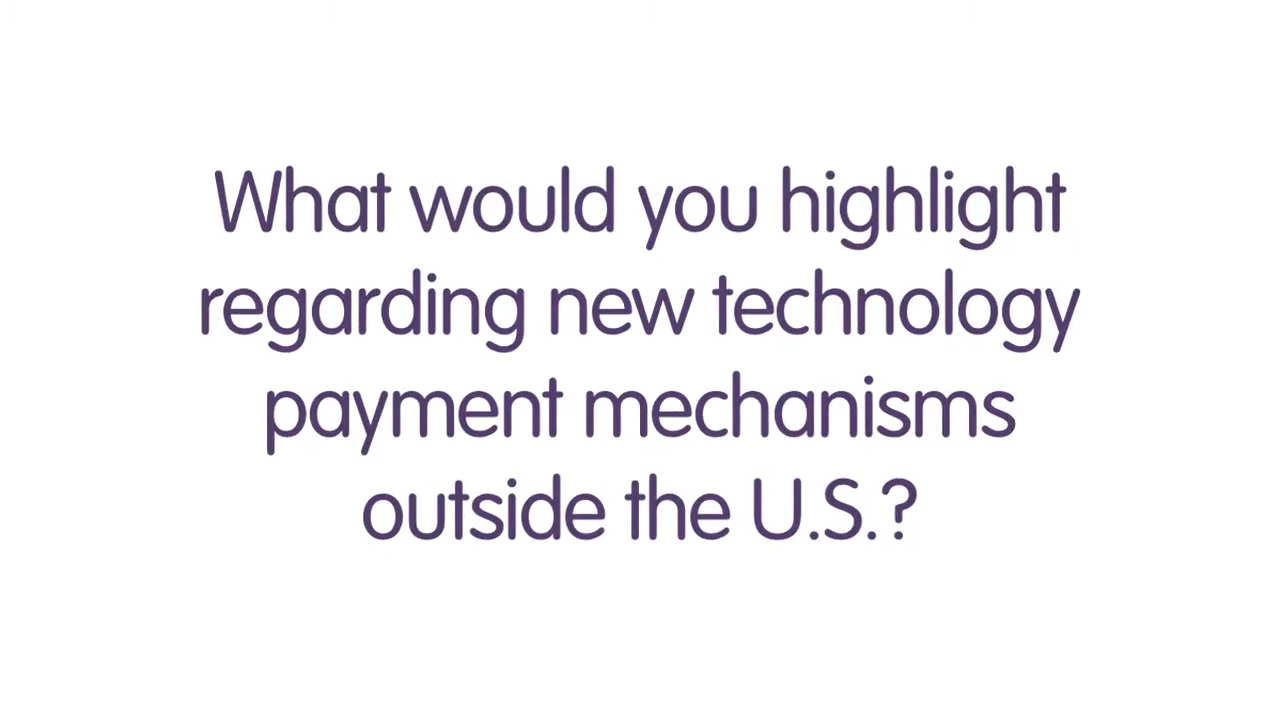 What would you highlight
regarding new technology
payment mechanisms
outside the U.S.?